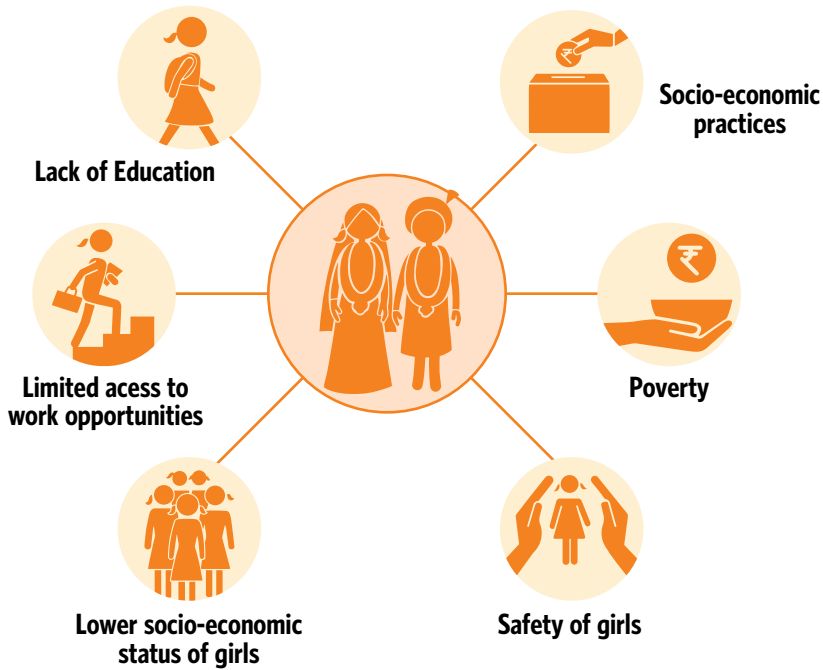 Lack of Education
Socio-economic
practices
Limited acess to
work opportunities
₹
Poverty
Lower socio-economic
status of girls
Safety of girls